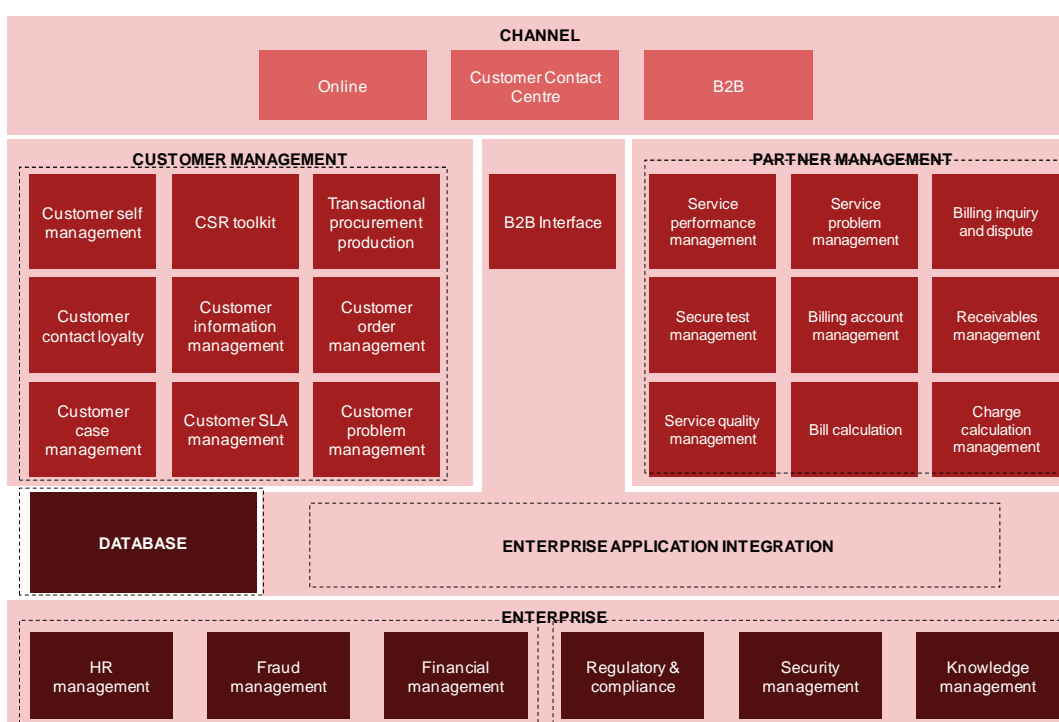 CHANNEL
Online
Customer Contact
Centre
B2B
CUSTOMER MANAGEMENT
Customer self
management
CSR toolkit
Transactional
procurement
production
Customer
contact loyalty
Customer
information
management
Customer
order
management
Customer
case
management
Customer SLA
management
Customer
problem
management
B2B Interface
PARTNER MANAGEMENT
Service
performance
management
Service
problem
management
Billing inquiry
and dispute
Secure test
management
Billing account
management
Receivables
management
Service quality
management
Bill calculation
Charge
calculation
management
DATABASE
ENTERPRISE APPLICATION INTEGRATION
ENTERPRISE
HR
management
Fraud
management
Financial
management
Regulatory &
compliance
Security
management
Knowledge
management